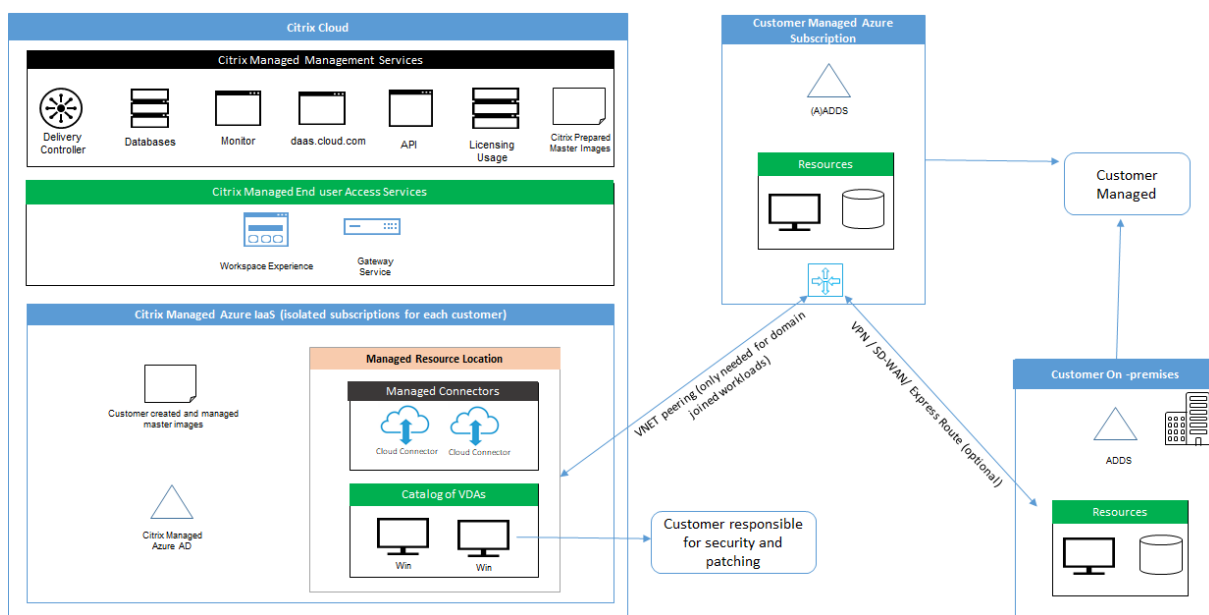 Citrix Cloud
Citrix Managed Management Services
Delivery
Controller
Databases
Monitor
daas.cloud.com
API
Licensing
Usage
Citrix Prepared
Master Images
Citrix Managed End user Access Services
Workspace Experience
Gateway
Service
Citrix Managed Azure IaaS (isolated subscriptions for each customer)
Customer created and managed
master images
Citrix Managed
Azure AD
Managed Resource Location
Managed Connectors
Cloud Connector
Cloud Connector
Catalog of VDAs
Win
Win
Customer responsible
for security and
patching
VNET peering (only needed for domain
joined workloads)
Customer Managed Azure
Subscription
(A)ADDS
Resources
VPN / SD-WAN/ Express Route (optional)
Customer
Managed
Customer On -premises
ADDS
Resources